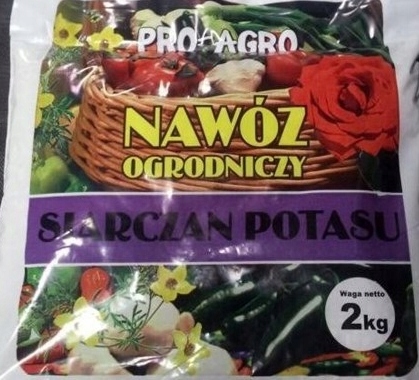 PRO AGRO
NAWÓZ
OGRODNICZY
SIARCZAN POTASU
Waga netto
2kg